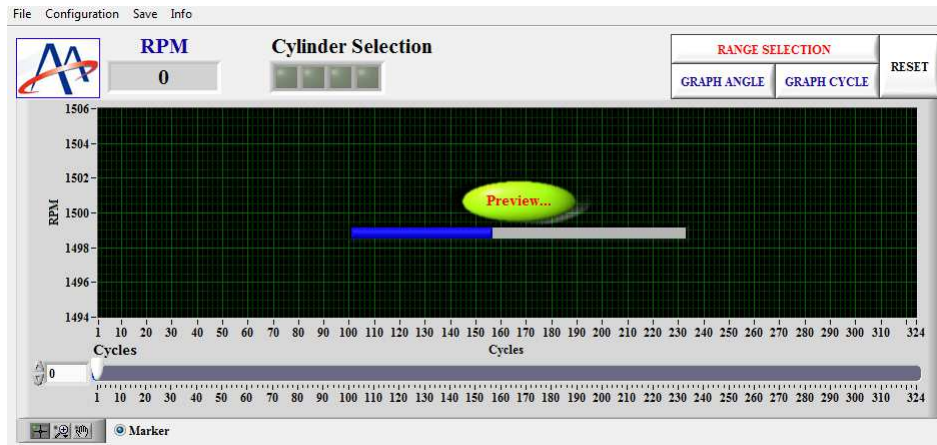 File Configuration Save Info
RPM Cylinder Selection RANGE SELECTION
0 GRAPH ANGLE GRAPH CYCLE RESET
1506
1504
1502
Preview...
1500
RPM
1498
1496
1494
1 10 20 30 40 50 60 70 80 90 100 110 120 130 140 150 160 170 180 190 200 210 220 230 240 250 260 270 280 290 300 310 324
Cycles Cycles
0
1 10 20 30 40 50 60 70 80 90 100 110 120 130 140 150 160 170 180 190 200 210 220 230 240 250 260 270 280 290 300 310 324
Marker